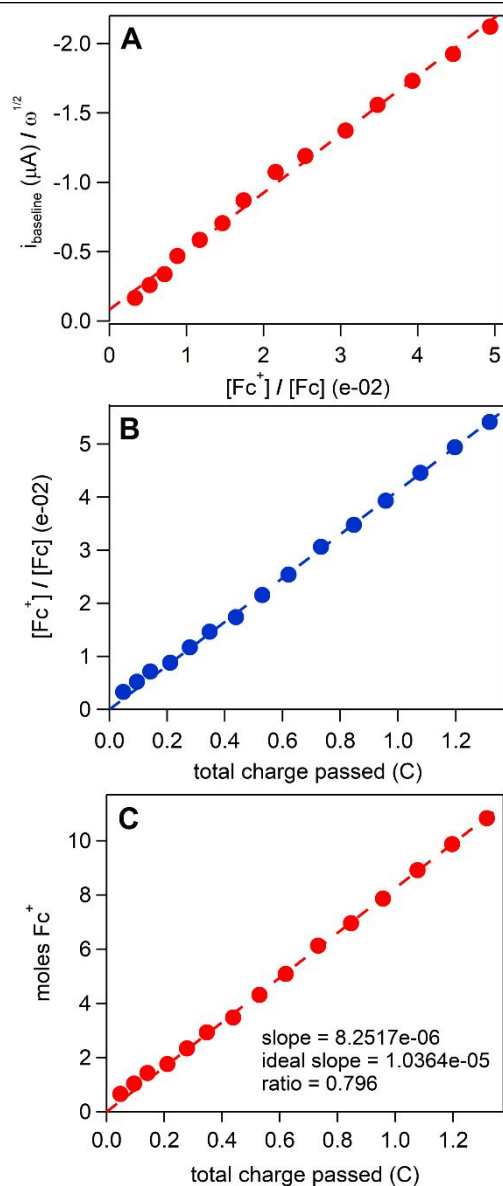 A
i_baseline (μA) / ω^1/2
-2.0
-1.5
-1.0
-0.5
0.0
0 1 2 3 4 5
[Fc⁺] / [Fc] (e-02)
B
[Fc⁺] / [Fc] (e-02)
5
4
3
2
1
0
0.0 0.2 0.4 0.6 0.8 1.0 1.2
total charge passed (C)
C
moles Fc⁺
10
8
6
4
2
0
slope = 8.2517e-06
ideal slope = 1.0364e-05
ratio = 0.796
0.0 0.2 0.4 0.6 0.8 1.0 1.2
total charge passed (C)